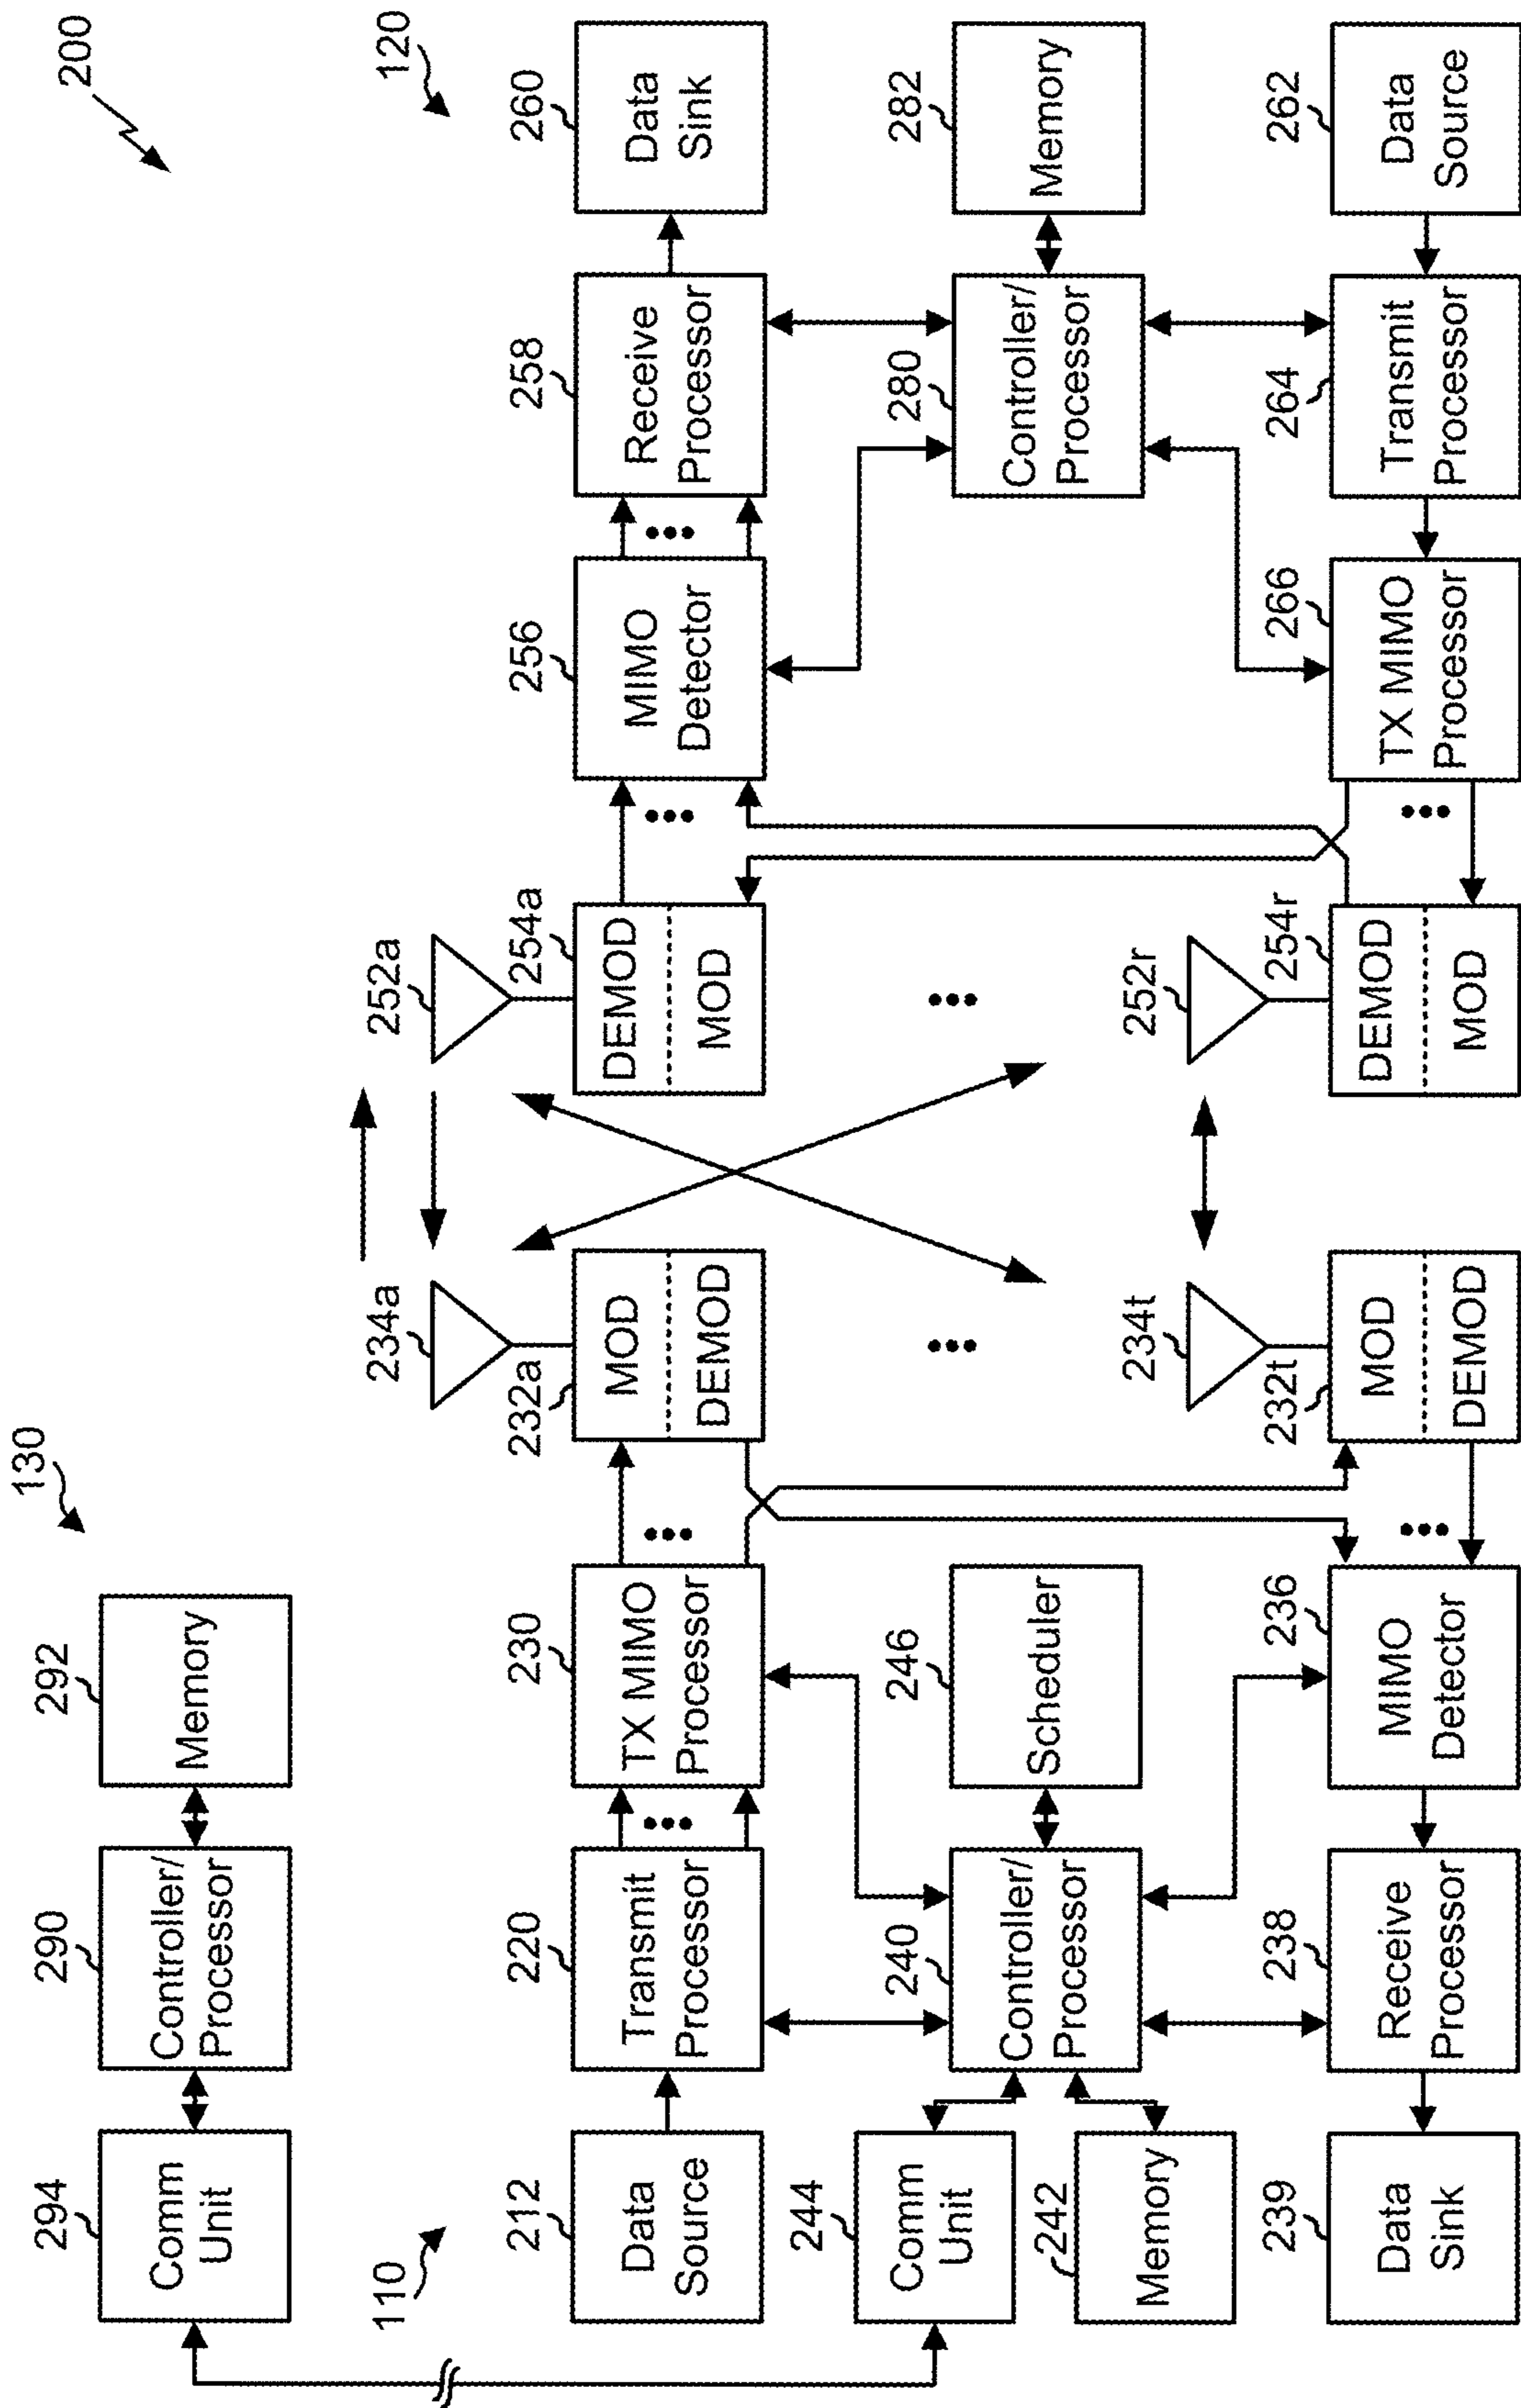 200
130
294
Comm
Unit
290
Controller/
Processor
292
Memory
110
120
212
Data
Source
220
Transmit
Processor
230
TX MIMO
Processor
234a
232a
MOD
DEMOD
252a
254a
DEMOD
MOD
256
MIMO
Detector
258
Receive
Processor
260
Data
Sink
244
Comm
Unit
242
Memory
240
Controller/
Processor
246
Scheduler
280
Controller/
Processor
282
Memory
239
Data
Sink
238
Receive
Processor
236
MIMO
Detector
234t
232t
MOD
DEMOD
252r
254r
DEMOD
MOD
266
TX MIMO
Processor
264
Transmit
Processor
262
Data
Source